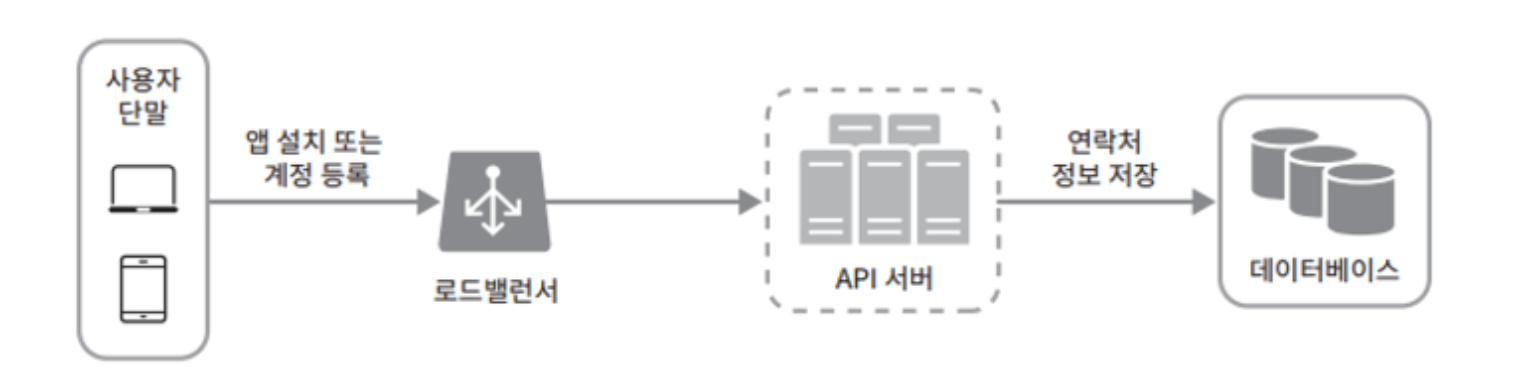 사용자
단말
앱 설치 또는
계정 등록
로드밸런서
API 서버
연락처
정보 저장
데이터베이스